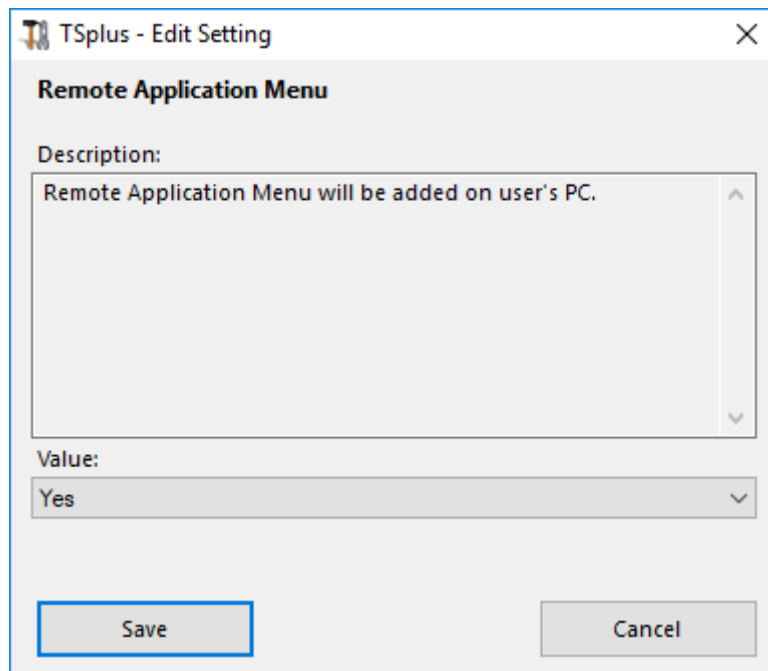 TSplus - Edit Setting
Remote Application Menu
Description:
Remote Application Menu will be added on user's PC.
Value:
Yes
Save
Cancel